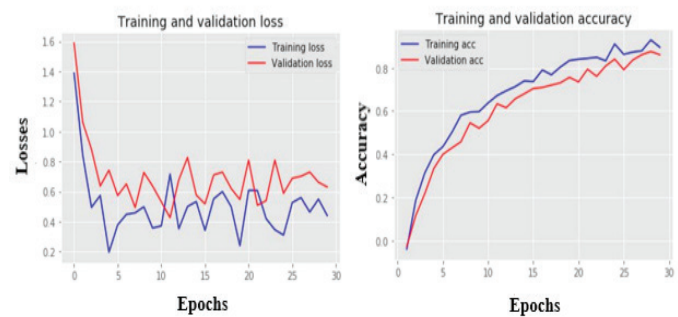 Training and validation loss
Training loss
Validation loss
1.6
1.4
1.2
1.0
0.8
0.6
0.4
0.2
Losses
0 5 10 15 20 25 30
Epochs
Training and validation accuracy
Training acc
Validation acc
0.8
0.6
0.4
0.2
0.0
Accuracy
0 5 10 15 20 25 30
Epochs